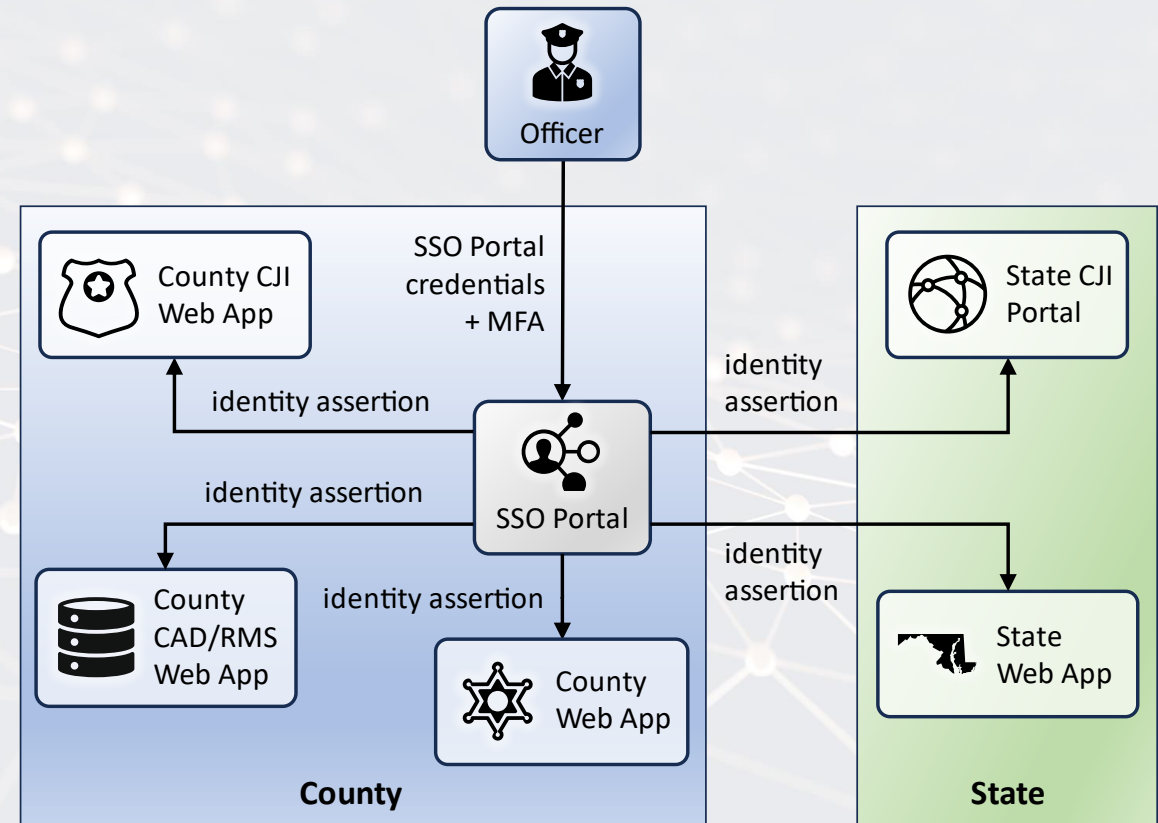 Officer
SSO Portal
credentials
+ MFA
County CJI
Web App
State CJI
Portal
identity assertion
identity
assertion
identity assertion
SSO Portal
identity
assertion
County
CAD/RMS
Web App
identity assertion
County
Web App
State
Web App
County
State